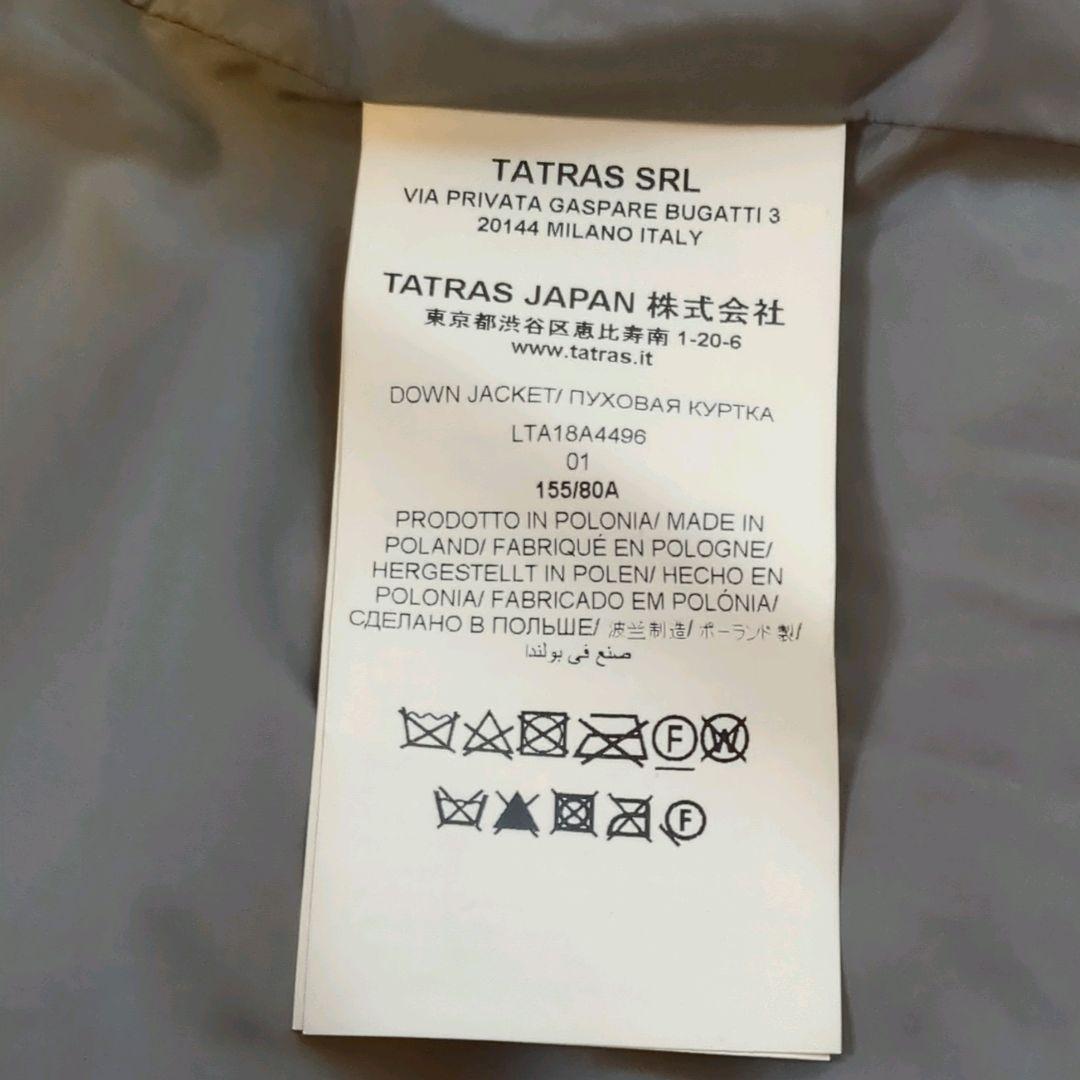 TATRAS SRL
VIA PRIVATA GASPARE BUGATTI 3
20144 MILANO ITALY
TATRAS JAPAN 株式会社
東京都渋谷区恵比寿南 1-20-6
www.tatras.it
DOWN JACKET/ ПУХОВАЯ КУРТКА
LTA18A4496
01
155/80A
PRODOTTO IN POLONIA/ MADE IN
POLAND/ FABRIQUÉ EN POLOGNE/
HERGESTELLT IN POLEN/ HECHO EN
POLONIA/ FABRICADO EM POLÓNIA/
СДЕЛАНО В ПОЛЬШЕ/ 波兰制造/ ポーランド 製/
صنع في بولندا
F W
F